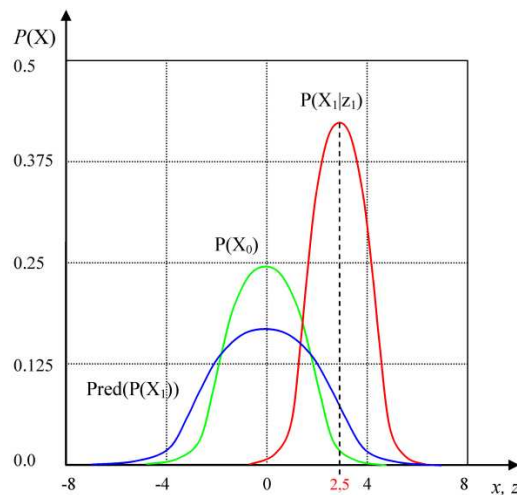 P(X)
0.5
P(X₁|z₁)
0.375
P(X₀)
0.25
0.125
Pred(P(X₁))
0.0
-8 -4 0 2,5 4 8 x, z